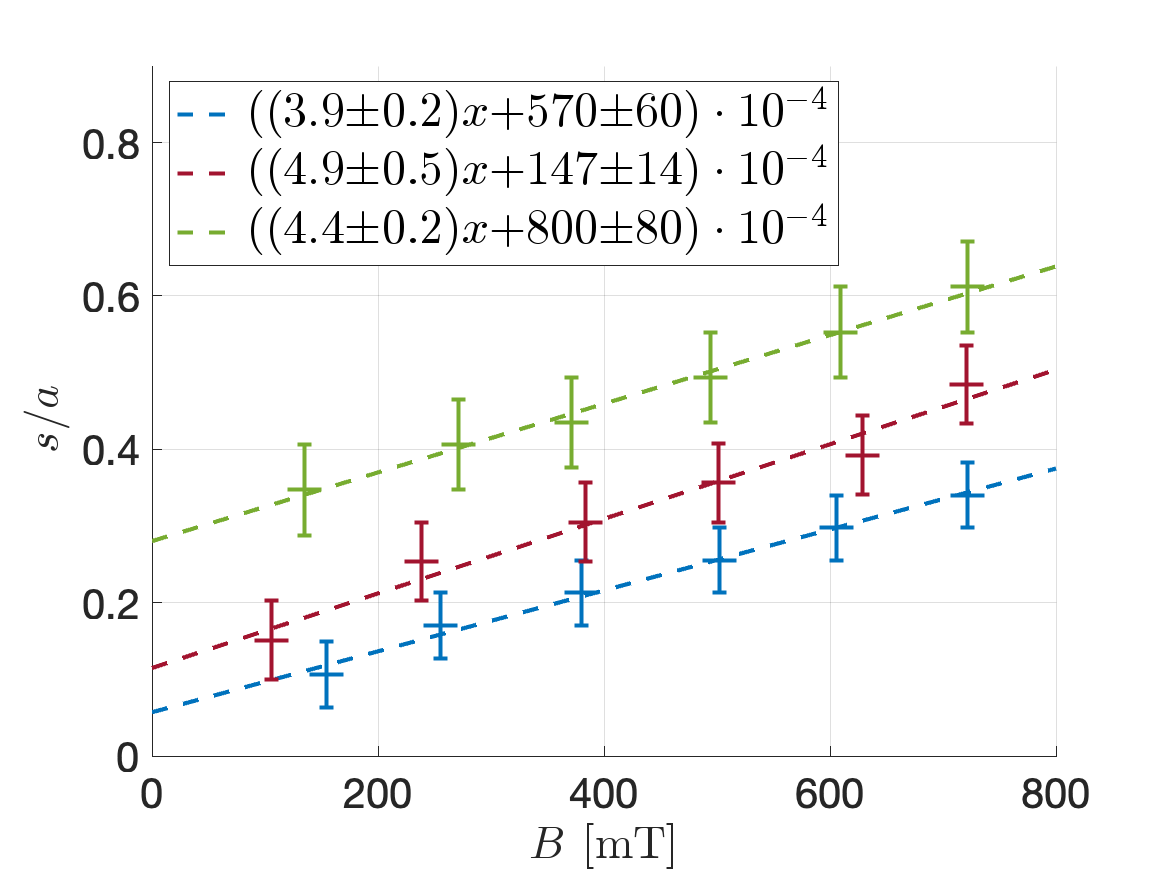 ((3.9±0.2)x+570±60) · 10⁻⁴
((4.9±0.5)x+147±14) · 10⁻⁴
((4.4±0.2)x+800±80) · 10⁻⁴
0.8
0.6
0.4
0.2
0
s/a
0 200 400 600 800
B [mT]